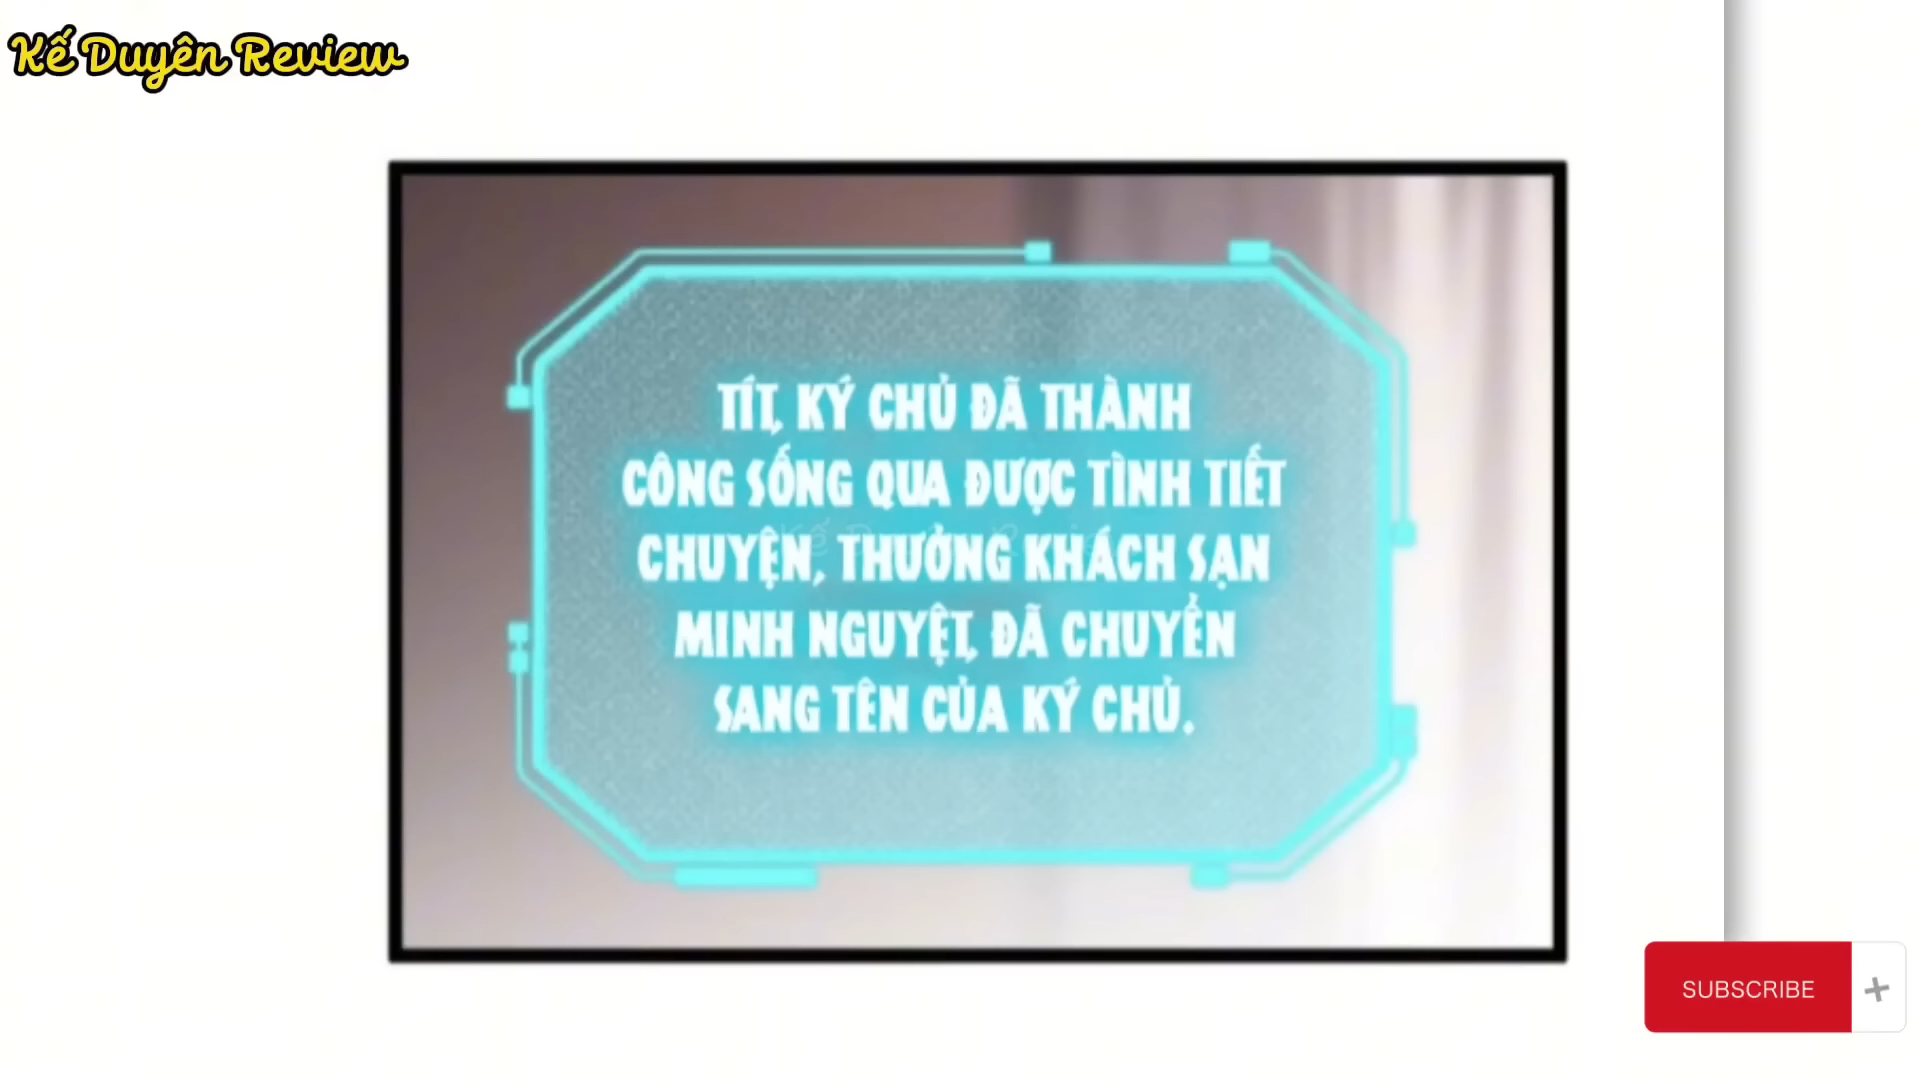 Kế Duyên Review
TÍT, KÝ CHỦ ĐÃ THÀNH
CÔNG SỐNG QUA ĐƯỢC TÌNH TIẾT
CHUYỆN, THƯỞNG KHÁCH SẠN
MINH NGUYỆT, ĐÃ CHUYỂN
SANG TÊN CỦA KÝ CHỦ.
SUBSCRIBE